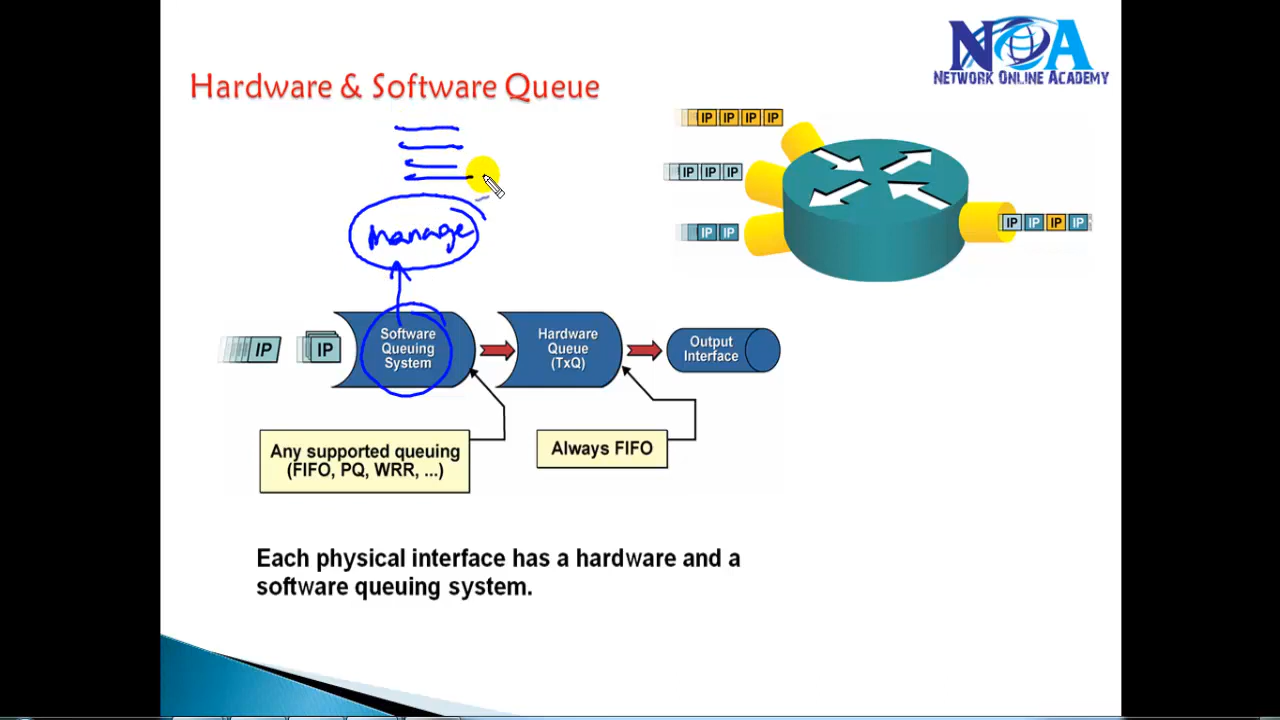 NOA
NETWORK ONLINE ACADEMY
Hardware & Software Queue
IP IP IP IP
IP IP IP
IP IP
IP IP IP IP
manage
IP
IP
Software
Queuing
System
Hardware
Queue
(TxQ)
Output
Interface
Any supported queuing
(FIFO, PQ, WRR, ...)
Always FIFO
Each physical interface has a hardware and a
software queuing system.